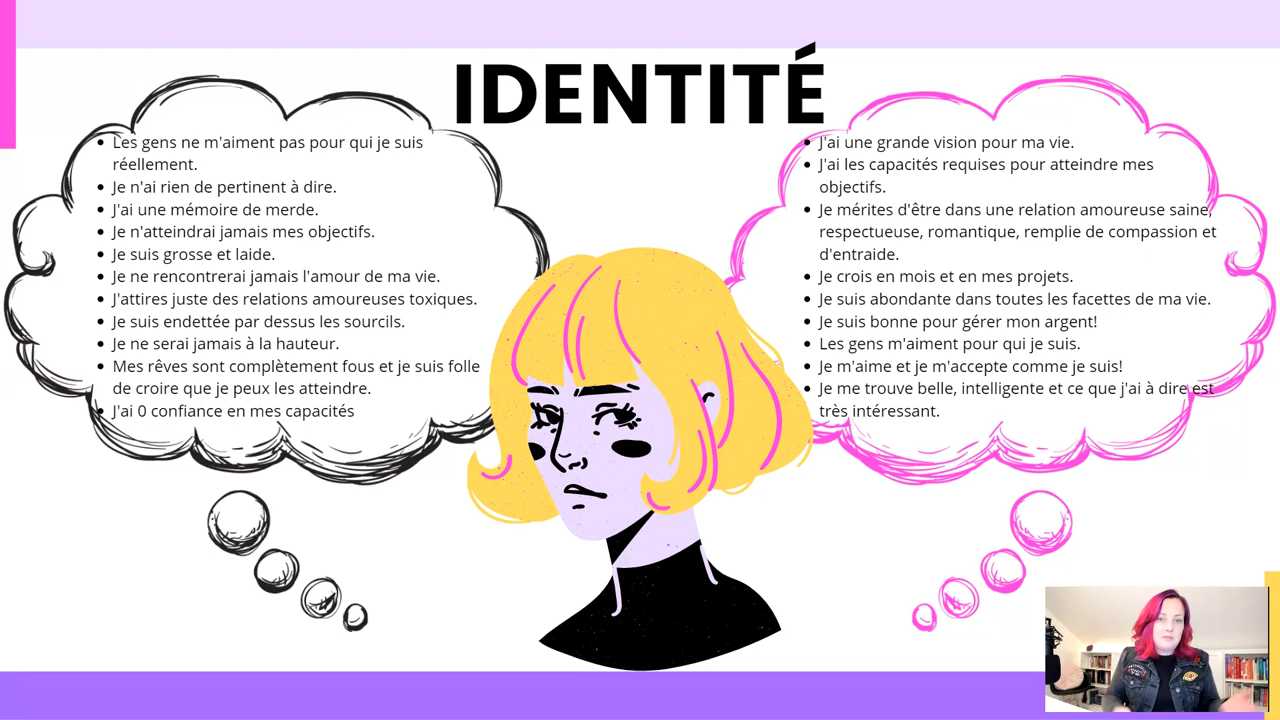 IDENTITÉ
• Les gens ne m'aiment pas pour qui je suis
réellement.
• Je n'ai rien de pertinent à dire.
• J'ai une mémoire de merde.
• Je n'atteindrai jamais mes objectifs.
• Je suis grosse et laide.
• Je ne rencontrerai jamais l'amour de ma vie.
• J'attires juste des relations amoureuses toxiques.
• Je suis endettée par dessus les sourcils.
• Je ne serai jamais à la hauteur.
• Mes rêves sont complètement fous et je suis folle
de croire que je peux les atteindre.
• J'ai 0 confiance en mes capacités
• J'ai une grande vision pour ma vie.
• J'ai les capacités requises pour atteindre mes
objectifs.
• Je mérites d'être dans une relation amoureuse saine,
respectueuse, romantique, remplie de compassion et
d'entraide.
• Je crois en mois et en mes projets.
• Je suis abondante dans toutes les facettes de ma vie.
• Je suis bonne pour gérer mon argent!
• Les gens m'aiment pour qui je suis.
• Je m'aime et je m'accepte comme je suis!
• Je me trouve belle, intelligente et ce que j'ai à dire est
très intéressant.